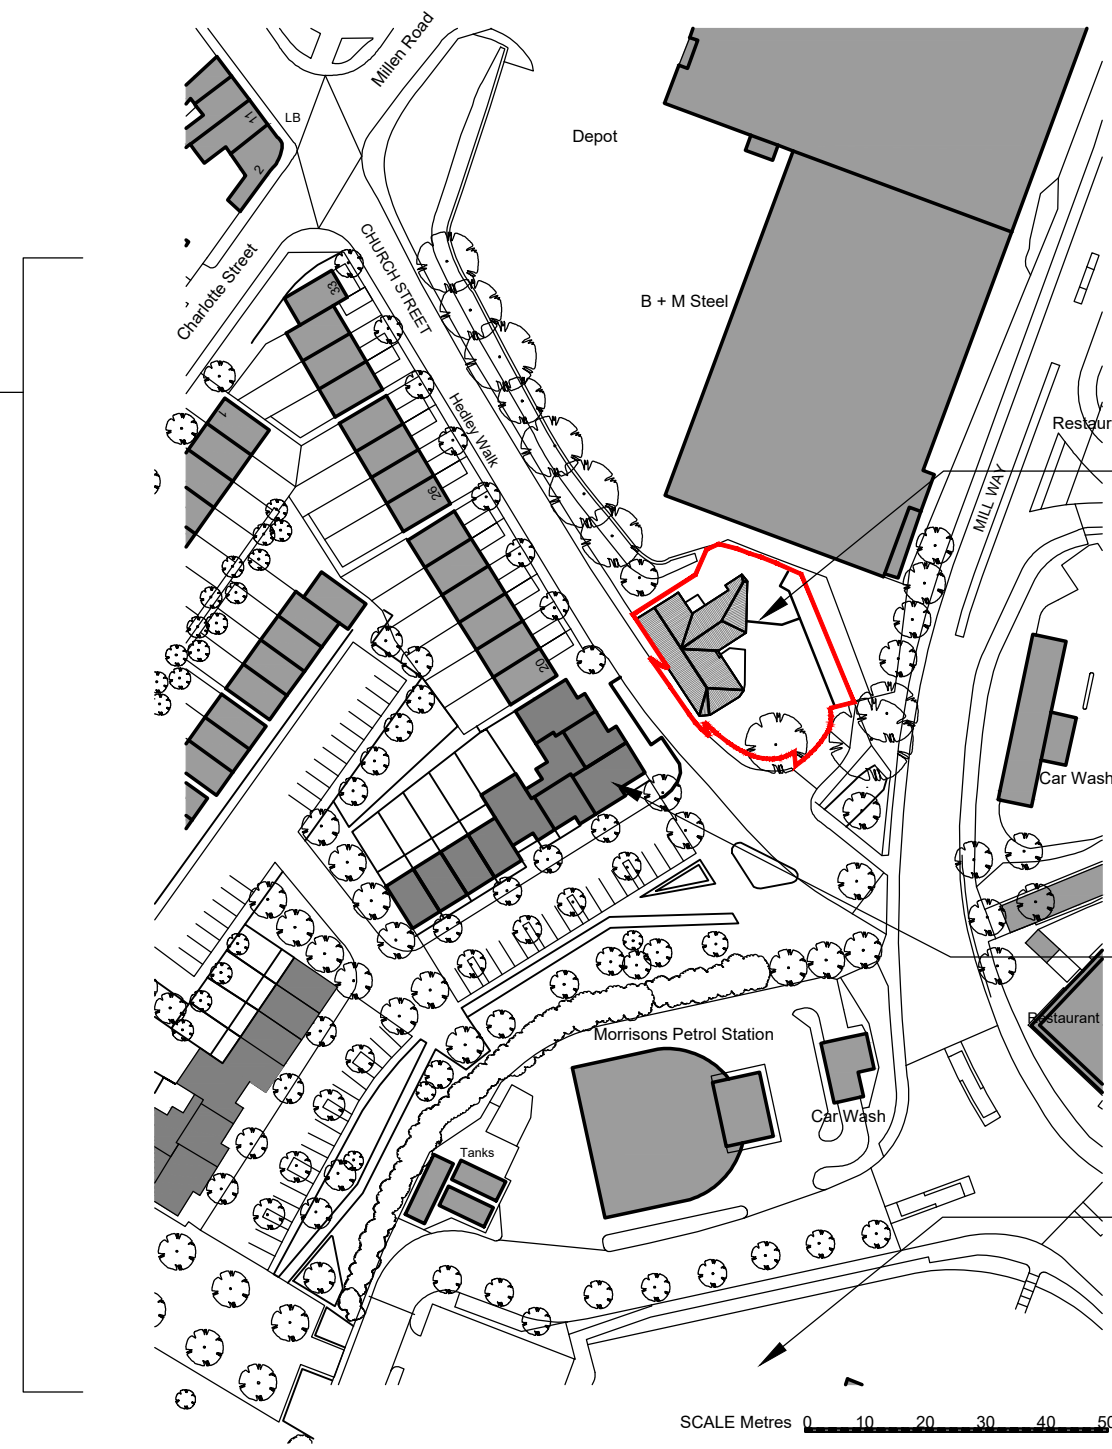 Millen Road
11
LB
2
Depot
CHURCH STREET
Charlotte Street
33
B + M Steel
1
Hedley Walk
Restaur
26
MILL WAY
20
Car Wash
Restaurant
Morrisons Petrol Station
Car Wash
Tanks
SCALE Metres 0 10 20 30 40 50